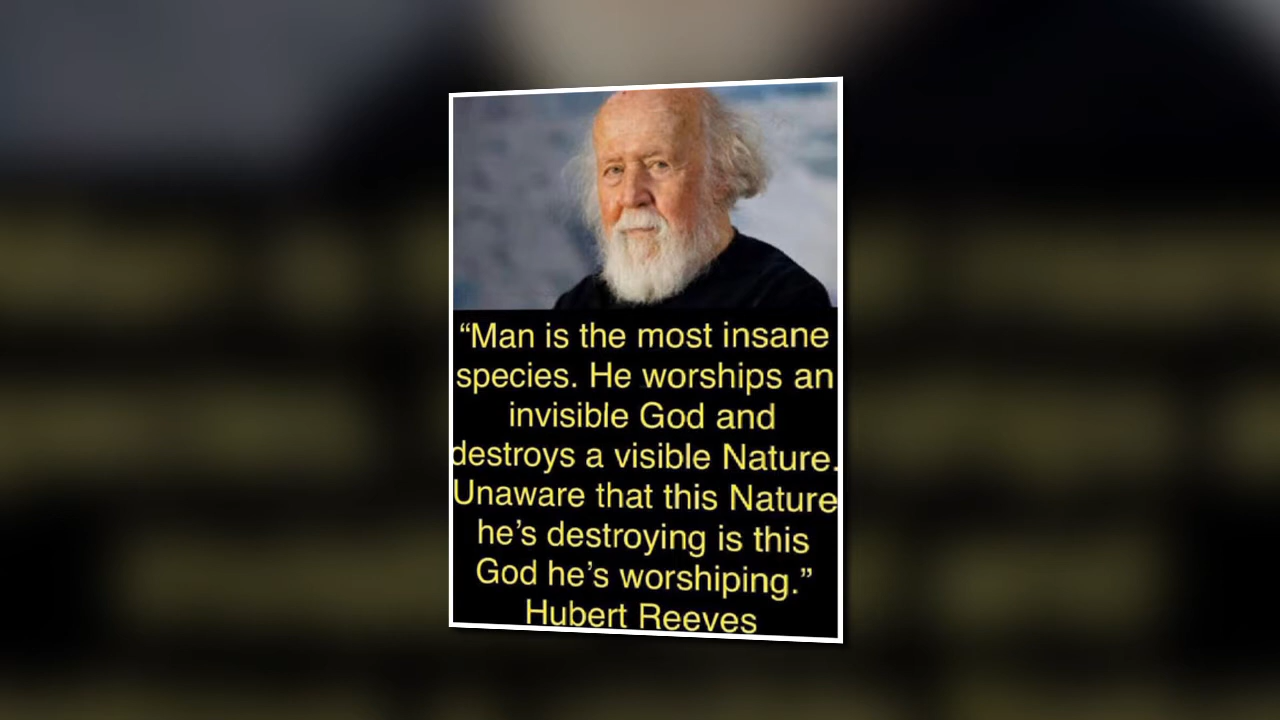 “Man is the most insane
species. He worships an
invisible God and
destroys a visible Nature.
Unaware that this Nature
he’s destroying is this
God he’s worshiping.”
Hubert Reeves